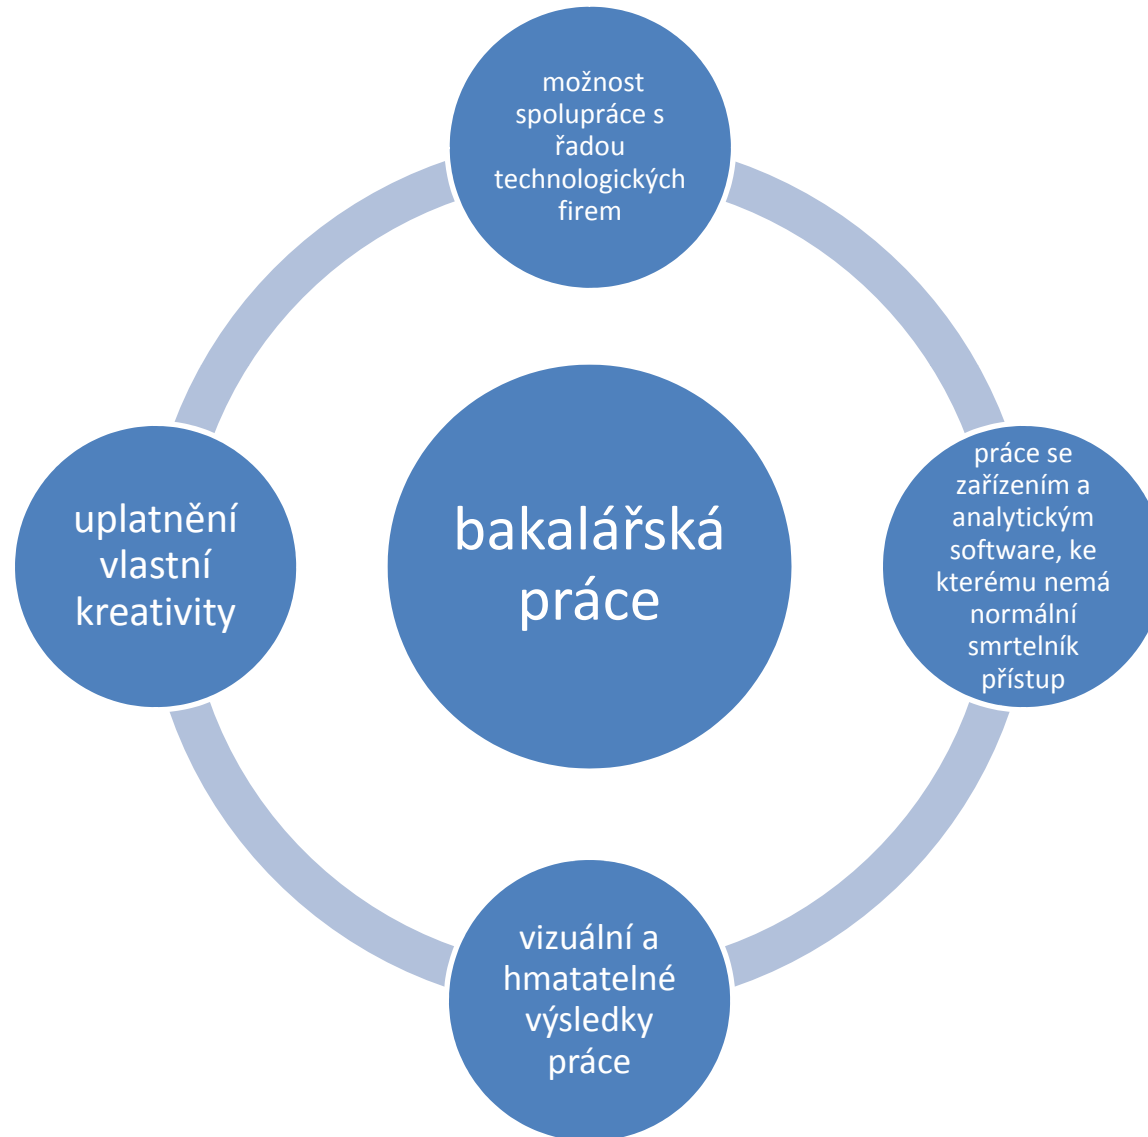 možnost
spolupráce s
řadou
technologických
firem
uplatnění
vlastní
kreativity
bakalářská
práce
práce se
zařízením a
analytickým
software, ke
kterému nemá
normální
smrtelník
přístup
vizuální a
hmatatelné
výsledky
práce